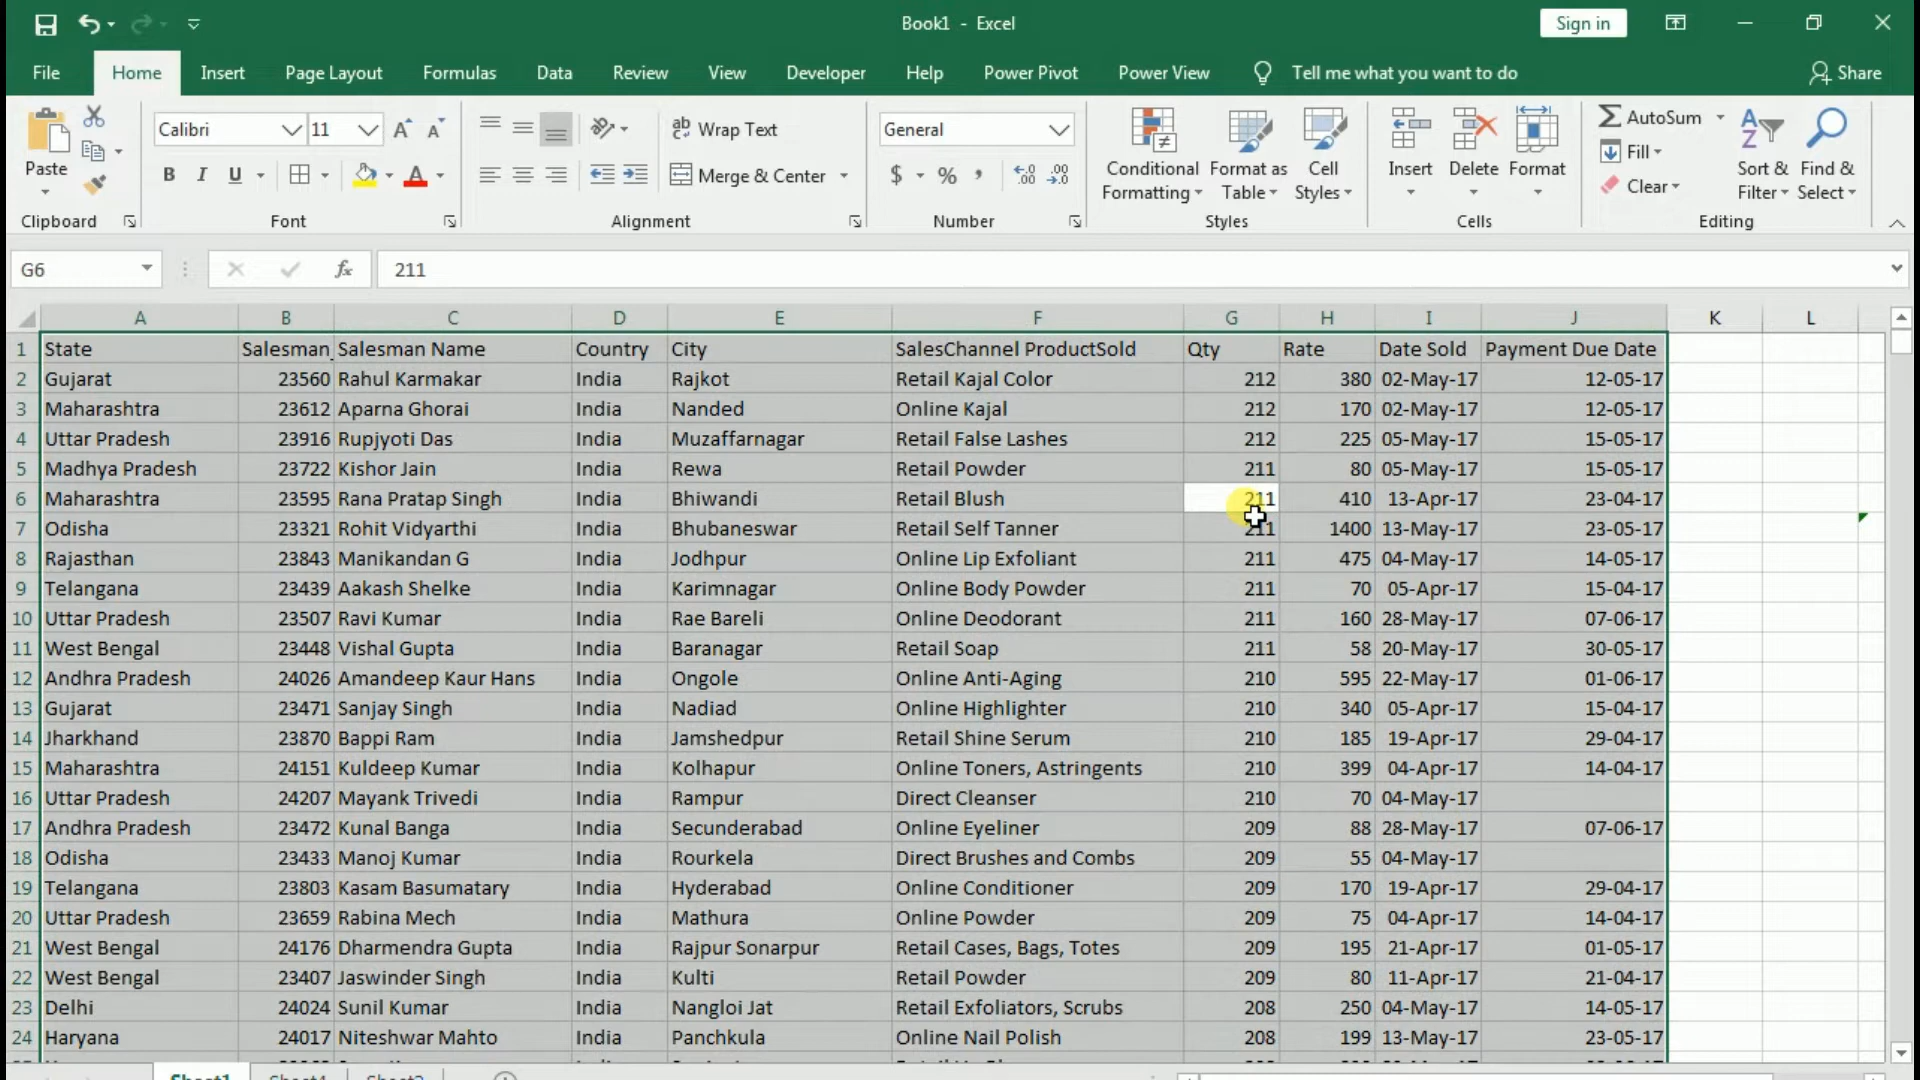 Book1 - Excel
Sign in
File Home Insert Page Layout Formulas Data Review View Developer Help Power Pivot Power View Tell me what you want to do Share
Calibri 11 Wrap Text General AutoSum
Paste Conditional Formatting Format as Table Cell Styles Insert Delete Format Fill Sort & Filter Find & Select
B I U Merge & Center $ % , Clear
Clipboard Font Alignment Number Styles Cells Editing
G6 fx 211
A B C D E F G H I J K L
1 State Salesman_ Salesman Name Country City SalesChannel ProductSold Qty Rate Date Sold Payment Due Date
2 Gujarat 23560 Rahul Karmakar India Rajkot Retail Kajal Color 212 380 02-May-17 12-05-17
3 Maharashtra 23612 Aparna Ghorai India Nanded Online Kajal 212 170 02-May-17 12-05-17
4 Uttar Pradesh 23916 Rupjyoti Das India Muzaffarnagar Retail False Lashes 212 225 05-May-17 15-05-17
5 Madhya Pradesh 23722 Kishor Jain India Rewa Retail Powder 211 80 05-May-17 15-05-17
6 Maharashtra 23595 Rana Pratap Singh India Bhiwandi Retail Blush 211 410 13-Apr-17 23-04-17
7 Odisha 23321 Rohit Vidyarthi India Bhubaneswar Retail Self Tanner 211 1400 13-May-17 23-05-17
8 Rajasthan 23843 Manikandan G India Jodhpur Online Lip Exfoliant 211 475 04-May-17 14-05-17
9 Telangana 23439 Aakash Shelke India Karimnagar Online Body Powder 211 70 05-Apr-17 15-04-17
10 Uttar Pradesh 23507 Ravi Kumar India Rae Bareli Online Deodorant 211 160 28-May-17 07-06-17
11 West Bengal 23448 Vishal Gupta India Baranagar Retail Soap 211 58 20-May-17 30-05-17
12 Andhra Pradesh 24026 Amandeep Kaur Hans India Ongole Online Anti-Aging 210 595 22-May-17 01-06-17
13 Gujarat 23471 Sanjay Singh India Nadiad Online Highlighter 210 340 05-Apr-17 15-04-17
14 Jharkhand 23870 Bappi Ram India Jamshedpur Retail Shine Serum 210 185 19-Apr-17 29-04-17
15 Maharashtra 24151 Kuldeep Kumar India Kolhapur Online Toners, Astringents 210 399 04-Apr-17 14-04-17
16 Uttar Pradesh 24207 Mayank Trivedi India Rampur Direct Cleanser 210 70 04-May-17
17 Andhra Pradesh 23472 Kunal Banga India Secunderabad Online Eyeliner 209 88 28-May-17 07-06-17
18 Odisha 23433 Manoj Kumar India Rourkela Direct Brushes and Combs 209 55 04-May-17
19 Telangana 23803 Kasam Basumatary India Hyderabad Online Conditioner 209 170 19-Apr-17 29-04-17
20 Uttar Pradesh 23659 Rabina Mech India Mathura Online Powder 209 75 04-Apr-17 14-04-17
21 West Bengal 24176 Dharmendra Gupta India Rajpur Sonarpur Retail Cases, Bags, Totes 209 195 21-Apr-17 01-05-17
22 West Bengal 23407 Jaswinder Singh India Kulti Retail Powder 209 80 11-Apr-17 21-04-17
23 Delhi 24024 Sunil Kumar India Nangloi Jat Retail Exfoliators, Scrubs 208 250 04-May-17 14-05-17
24 Haryana 24017 Niteshwar Mahto India Panchkula Online Nail Polish 208 199 13-May-17 23-05-17
Sheet1